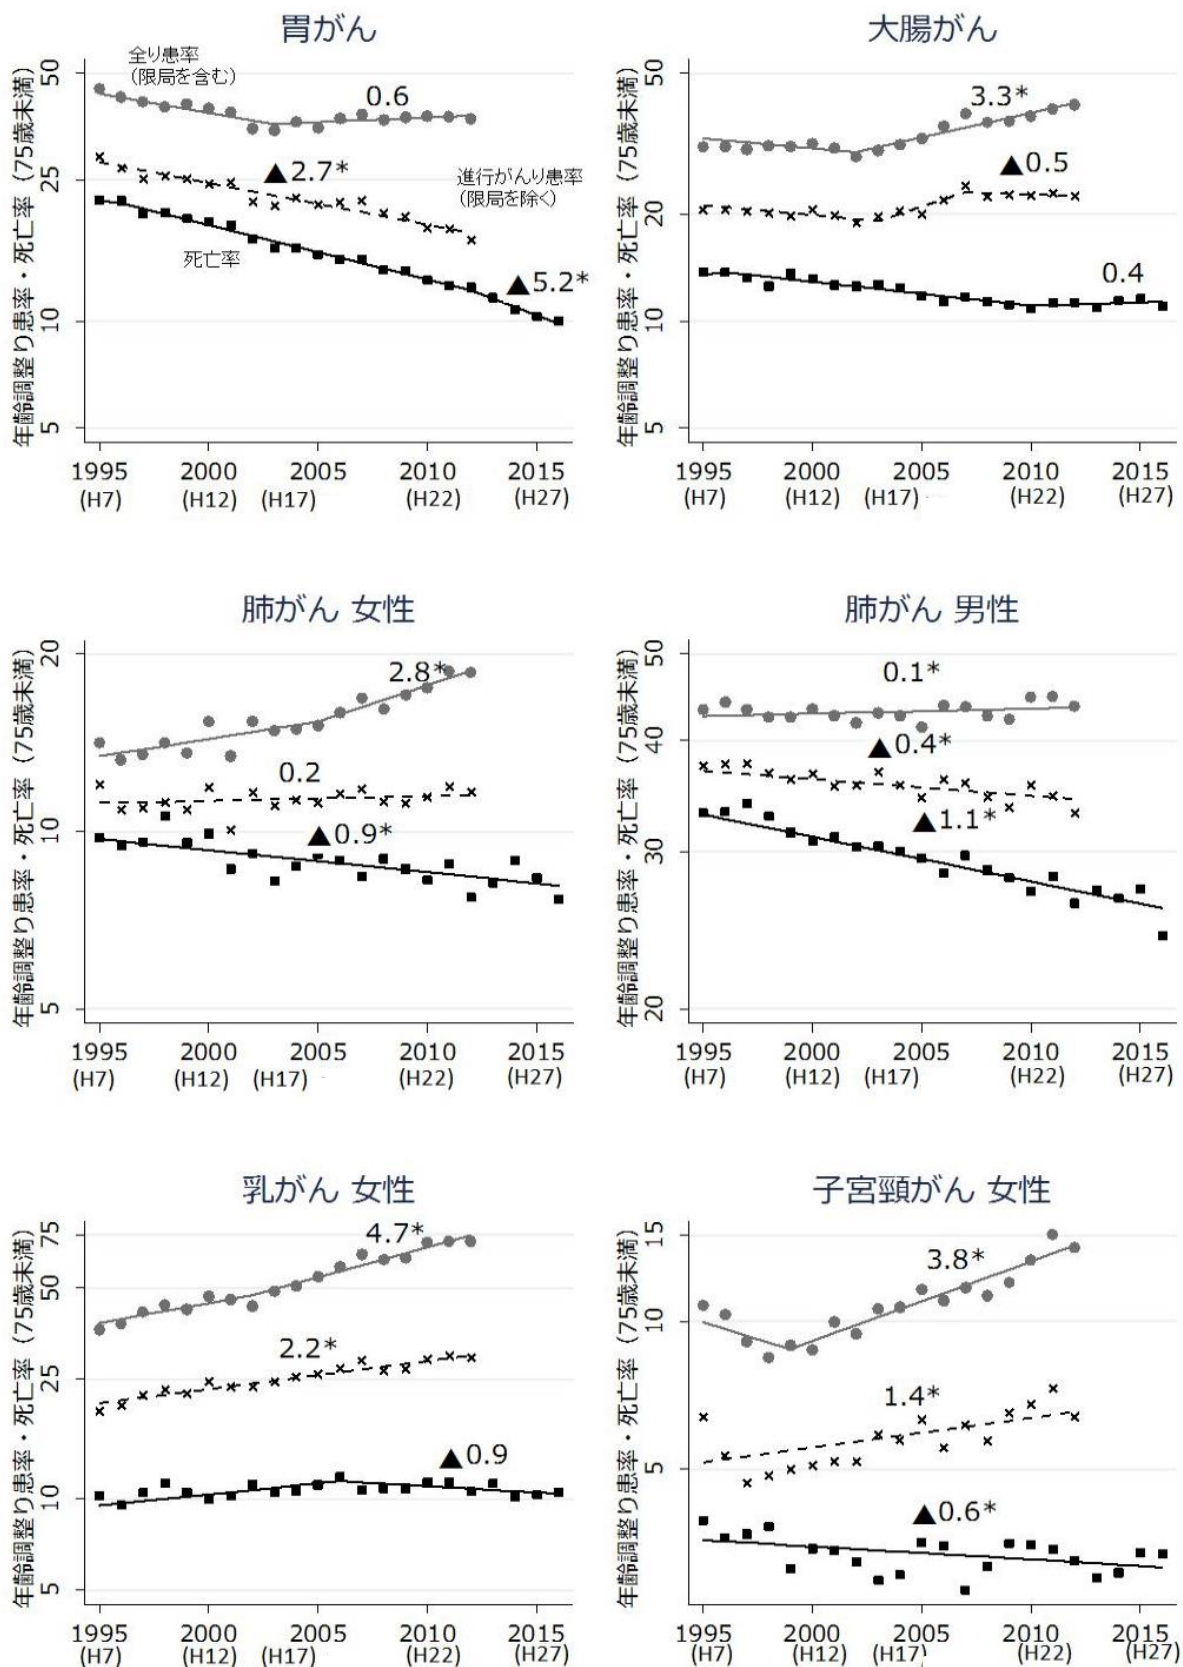 胃がん
年齢調整り患率・死亡率（75歳未満）
50
25
10
5
全り患率
（限局を含む）
0.6
▲2.7*
進行がんり患率
（限局を除く）
死亡率
▲5.2*
1995 2000 2005 2010 2015
(H7) (H12) (H17) (H22) (H27)
大腸がん
年齢調整り患率・死亡率（75歳未満）
50
20
10
5
3.3*
▲0.5
0.4
1995 2000 2005 2010 2015
(H7) (H12) (H17) (H22) (H27)
肺がん 女性
年齢調整り患率・死亡率（75歳未満）
20
10
5
2.8*
0.2
▲0.9*
1995 2000 2005 2010 2015
(H7) (H12) (H17) (H22) (H27)
肺がん 男性
年齢調整り患率・死亡率（75歳未満）
50
40
30
20
0.1*
▲0.4*
▲1.1*
1995 2000 2005 2010 2015
(H7) (H12) (H17) (H22) (H27)
乳がん 女性
年齢調整り患率・死亡率（75歳未満）
75
50
25
10
5
4.7*
2.2*
▲0.9
1995 2000 2005 2010 2015
(H7) (H12) (H17) (H22) (H27)
子宮頸がん 女性
年齢調整り患率・死亡率（75歳未満）
15
10
5
3.8*
1.4*
▲0.6*
1995 2000 2005 2010 2015
(H7) (H12) (H17) (H22) (H27)